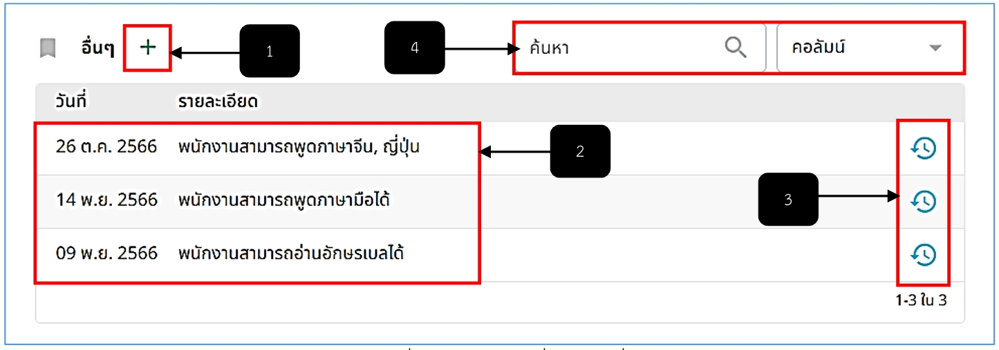 อื่นๆ + 1 4 ค้นหา คอลัมน์
วันที่ รายละเอียด
26 ต.ค. 2566 พนักงานสามารถพูดภาษาจีน, ญี่ปุ่น 2
14 พ.ย. 2566 พนักงานสามารถพูดภาษามือได้ 3
09 พ.ย. 2566 พนักงานสามารถอ่านอักษรเบลได้
1-3 ใน 3